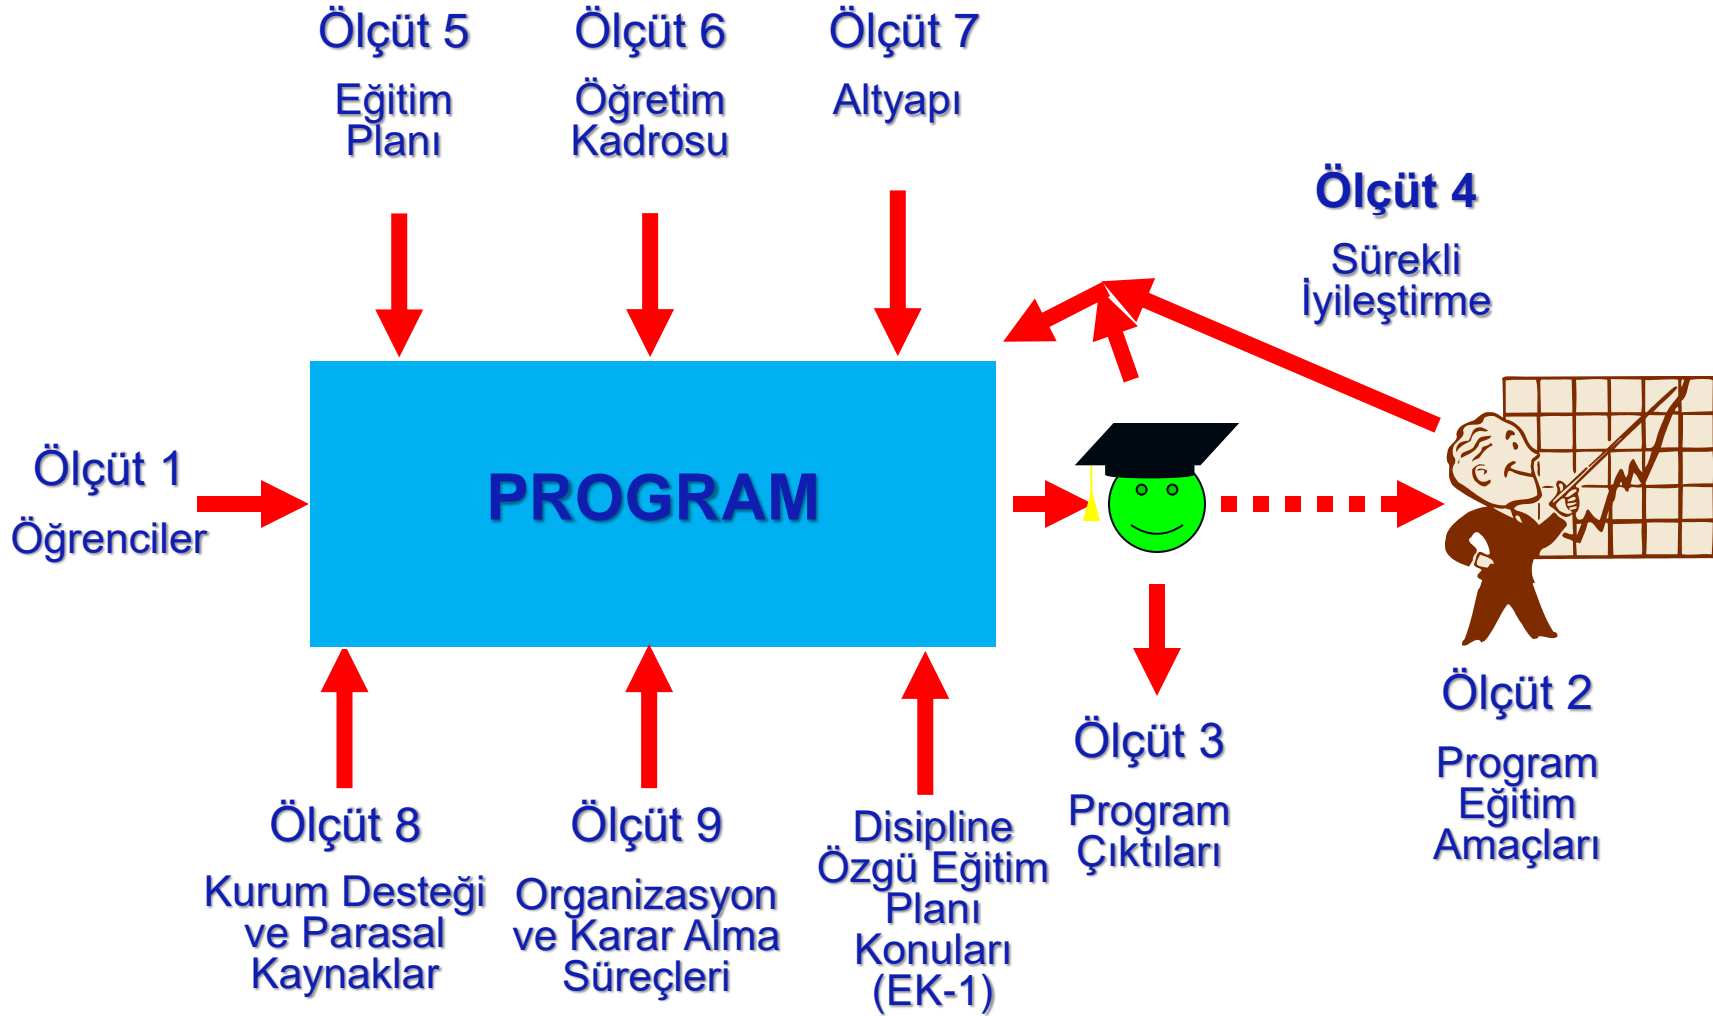 Ölçüt 5
Eğitim
Planı
Ölçüt 6
Öğretim
Kadrosu
Ölçüt 7
Altyapı
Ölçüt 4
Sürekli
İyileştirme
Ölçüt 1
Öğrenciler
PROGRAM
Ölçüt 8
Kurum Desteği
ve Parasal
Kaynaklar
Ölçüt 9
Organizasyon
ve Karar Alma
Süreçleri
Disipline
Özgü Eğitim
Planı
Konuları
(EK-1)
Ölçüt 3
Program
Çıktıları
Ölçüt 2
Program
Eğitim
Amaçları